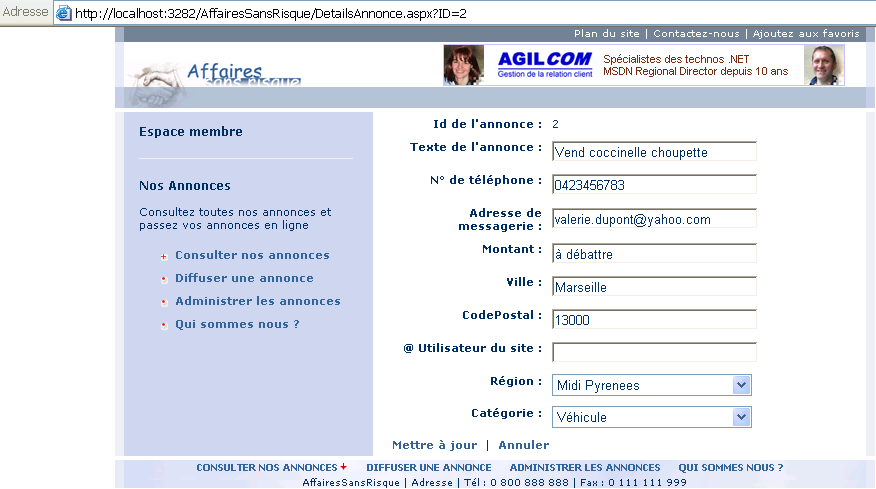 Adresse http://localhost:3282/AffairesSansRisque/DetailsAnnonce.aspx?ID=2
Plan du site | Contactez-nous | Ajoutez aux favoris
Affaires
sans risque
AGILCOM
Gestion de la relation client
Spécialistes des technos .NET
MSDN Regional Director depuis 10 ans
Espace membre
Nos Annonces
Consultez toutes nos annonces et
passez vos annonces en ligne
Consulter nos annonces
Diffuser une annonce
Administrer les annonces
Qui sommes nous ?
Id de l'annonce : 2
Texte de l'annonce : Vend coccinelle choupette
N° de téléphone : 0423456783
Adresse de
messagerie : valerie.dupont@yahoo.com
Montant : à débattre
Ville : Marseille
CodePostal : 13000
@ Utilisateur du site :
Région : Midi Pyrenees
Catégorie : Véhicule
Mettre à jour | Annuler
CONSULTER NOS ANNONCES DIFFUSER UNE ANNONCE ADMINISTRER LES ANNONCES QUI SOMMES NOUS ?
AffairesSansRisque | Adresse | Tél : 0 800 888 888 | Fax : 0 111 111 999